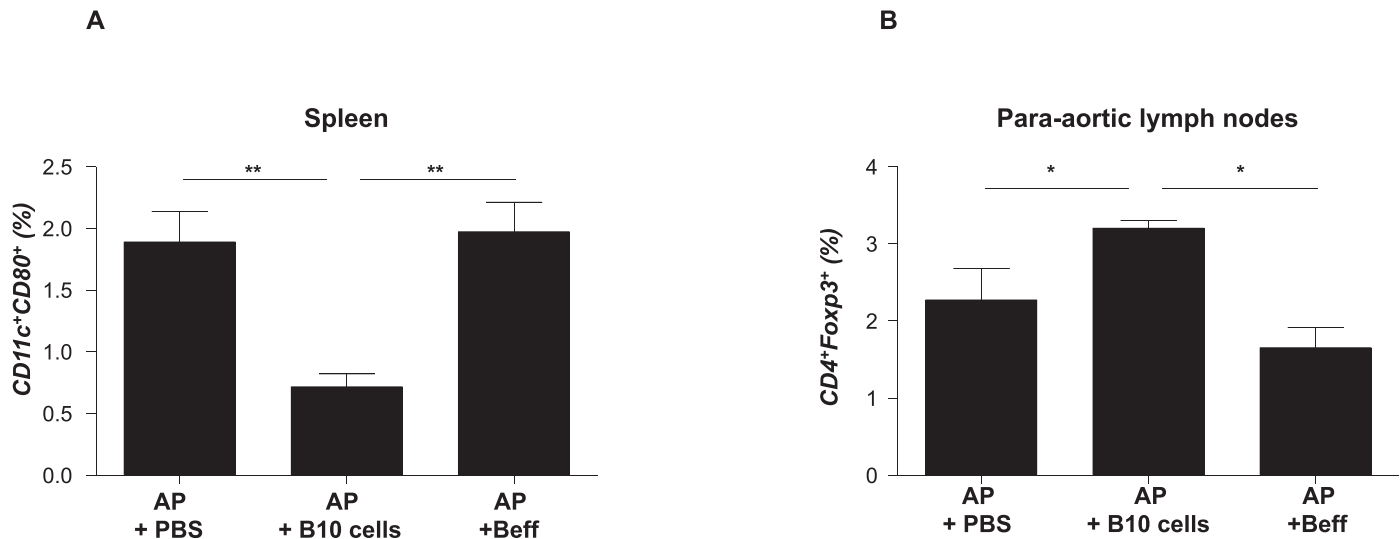 A
Spleen
CD11c⁺CD80⁺ (%)
2.5
2.0
1.5
1.0
0.5
0.0
**
**
AP
+ PBS
AP
+ B10 cells
AP
+Beff
B
Para-aortic lymph nodes
CD4⁺Foxp3⁺ (%)
4
3
2
1
0
*
*
AP
+ PBS
AP
+ B10 cells
AP
+Beff